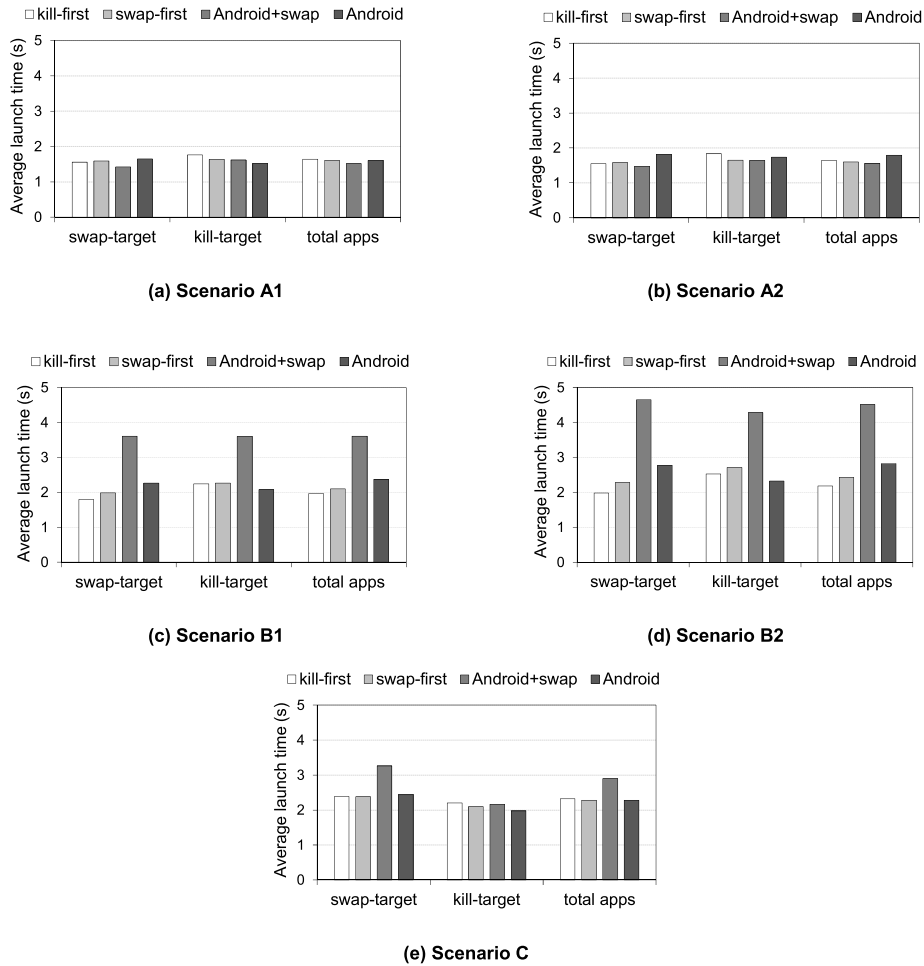 kill-first swap-first Android+swap Android
Average launch time (s)
5
4
3
2
1
0
swap-target kill-target total apps
(a) Scenario A1
kill-first swap-first Android+swap Android
Average launch time (s)
5
4
3
2
1
0
swap-target kill-target total apps
(b) Scenario A2
kill-first swap-first Android+swap Android
Average launch time (s)
5
4
3
2
1
0
swap-target kill-target total apps
(c) Scenario B1
kill-first swap-first Android+swap Android
Average launch time (s)
5
4
3
2
1
0
swap-target kill-target total apps
(d) Scenario B2
kill-first swap-first Android+swap Android
Average launch time (s)
5
4
3
2
1
0
swap-target kill-target total apps
(e) Scenario C